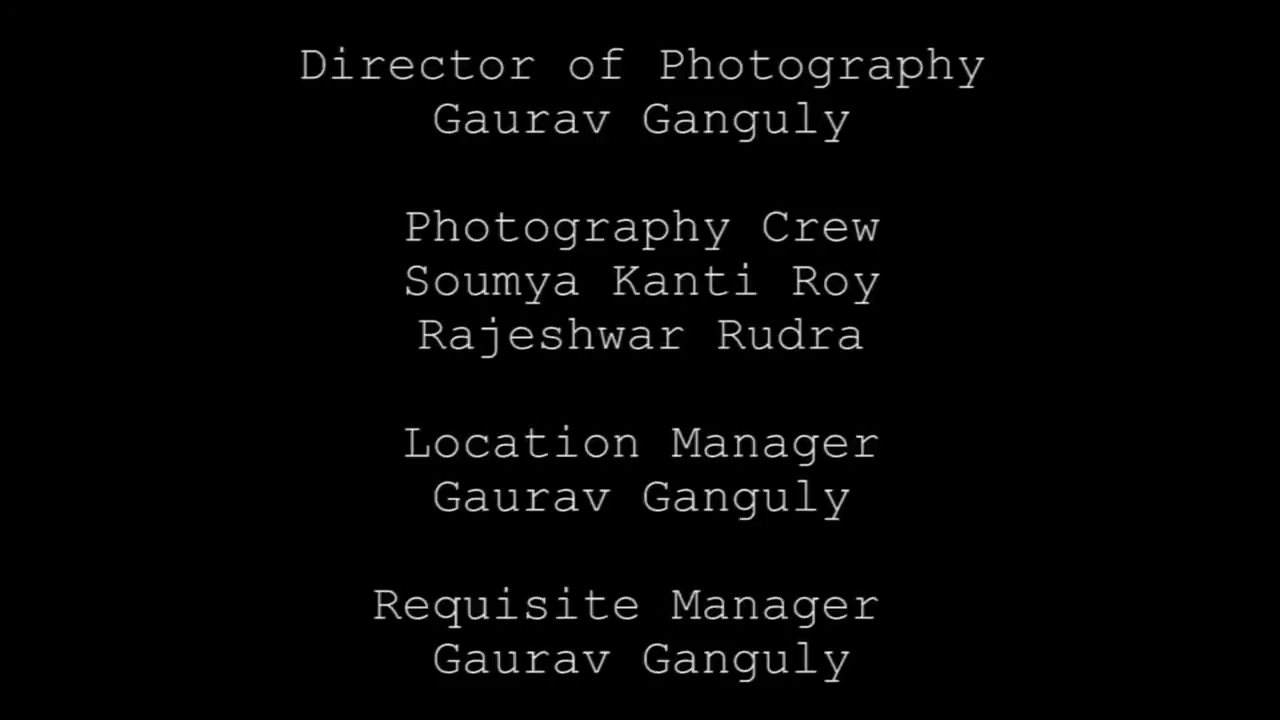 Director of Photography
Gaurav Ganguly
Photography Crew
Soumya Kanti Roy
Rajeshwar Rudra
Location Manager
Gaurav Ganguly
Requisite Manager
Gaurav Ganguly